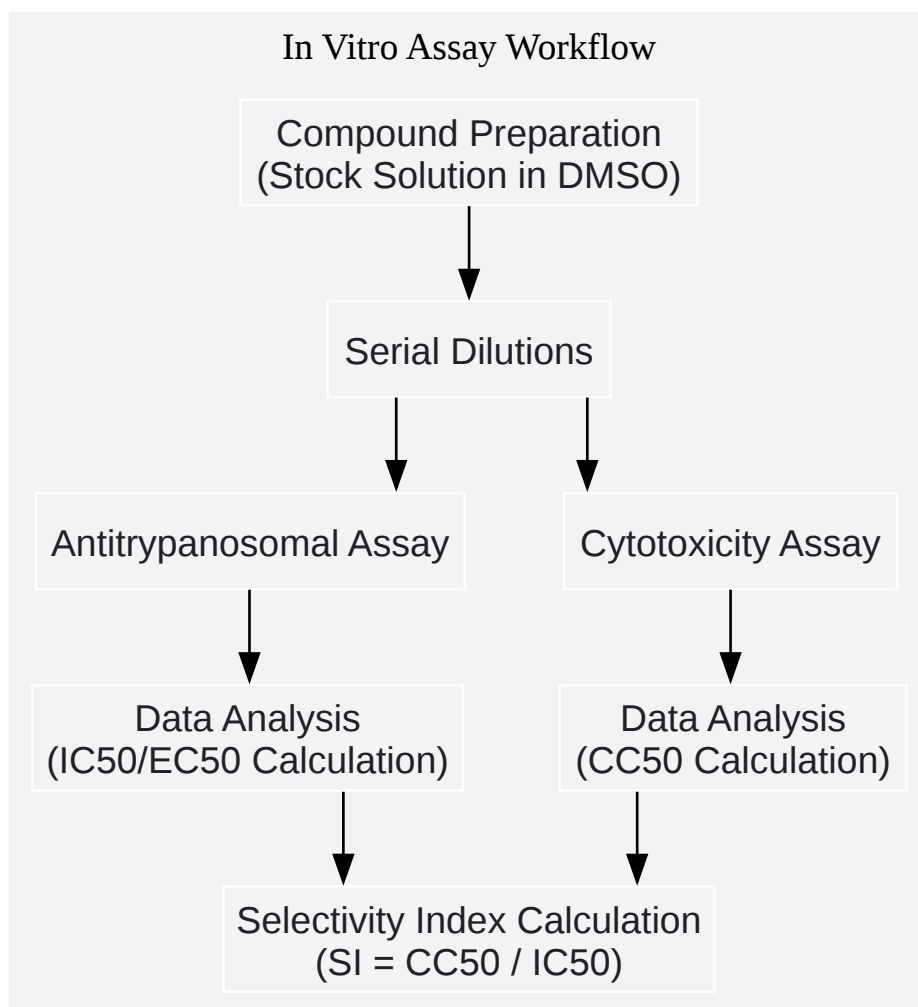 In Vitro Assay Workflow
Compound Preparation
(Stock Solution in DMSO)
Serial Dilutions
Antitrypanosomal Assay
Cytotoxicity Assay
Data Analysis
(IC50/EC50 Calculation)
Data Analysis
(CC50 Calculation)
Selectivity Index Calculation
(SI = CC50 / IC50)